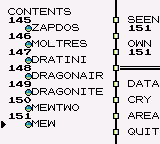 CONTENTS
145
ZAPDOS
146
MOLTRES
147
DRATINI
148
DRAGONAIR
149
DRAGONITE
150
MEWTWO
151
MEW
SEEN
151
OWN
151
DATA
CRY
AREA
QUIT